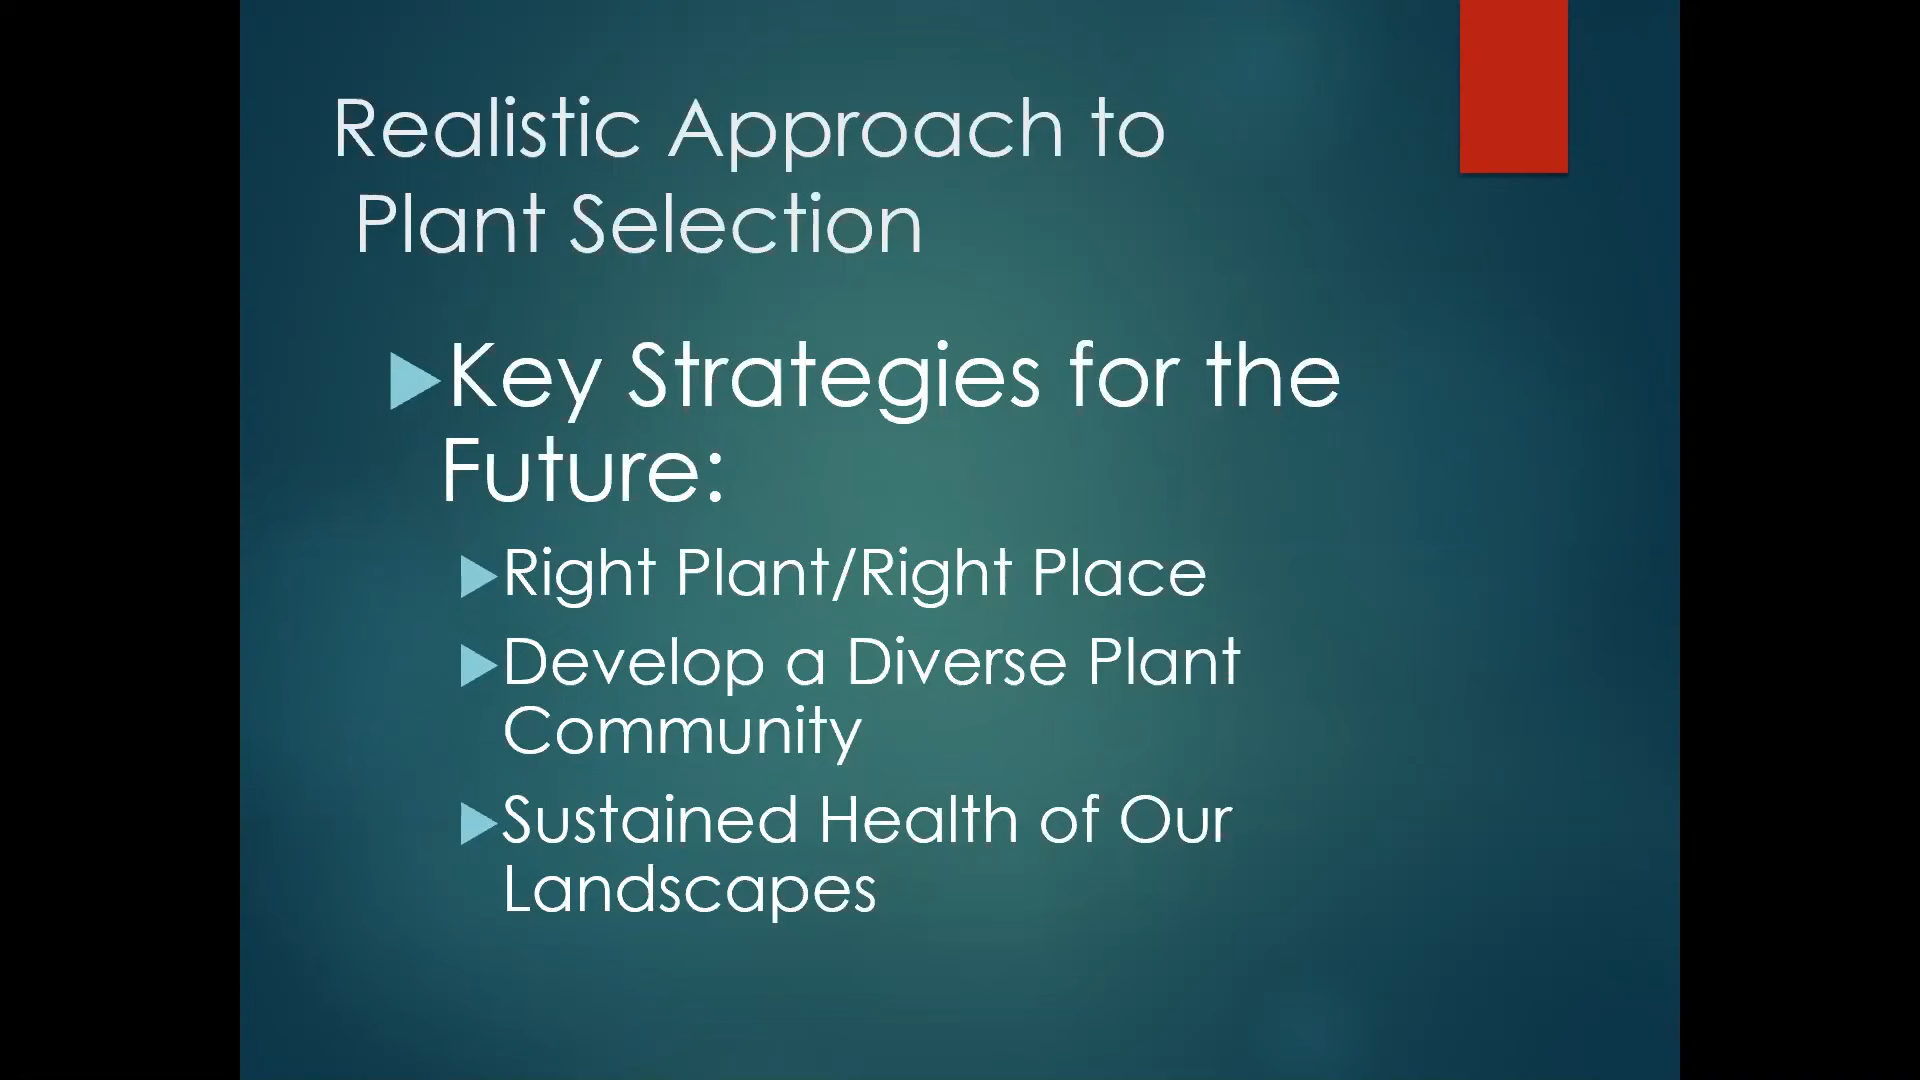 Realistic Approach to
Plant Selection
Key Strategies for the
Future:
Right Plant/Right Place
Develop a Diverse Plant
Community
Sustained Health of Our
Landscapes